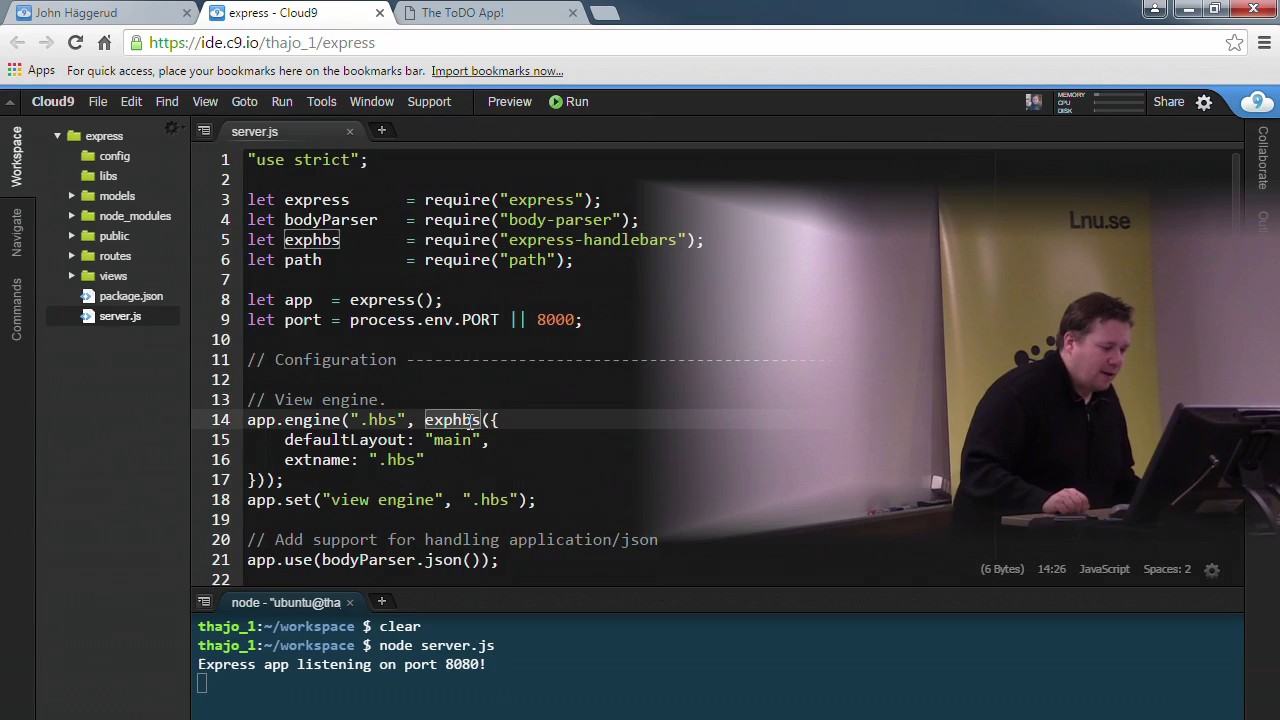 John Häggerud
express - Cloud9
The ToDO App!
https://ide.c9.io/thajo_1/express
Apps
For quick access, place your bookmarks here on the bookmarks bar.
Import bookmarks now...
Cloud9 File Edit Find View Goto Run Tools Window Support Preview Run
MEMORY
CPU
DISK
Share
9
Workspace
Navigate
Commands
express
config
libs
models
node_modules
public
routes
views
package.json
server.js
server.js
1 "use strict";
2
3 let express = require("express");
4 let bodyParser = require("body-parser");
5 let exphbs = require("express-handlebars");
6 let path = require("path");
7
8 let app = express();
9 let port = process.env.PORT || 8000;
10
11 // Configuration ----------------------------------------------
12
13 // View engine.
14 app.engine(".hbs", exphbs({
15 defaultLayout: "main",
16 extname: ".hbs"
17 }));
18 app.set("view engine", ".hbs");
19
20 // Add support for handling application/json
21 app.use(bodyParser.json());
22
Lnu.se
Collaborate
(6 Bytes) 14:26 JavaScript Spaces: 2
node - "ubuntu@tha
thajo_1:~/workspace $ clear
thajo_1:~/workspace $ node server.js
Express app listening on port 8080!